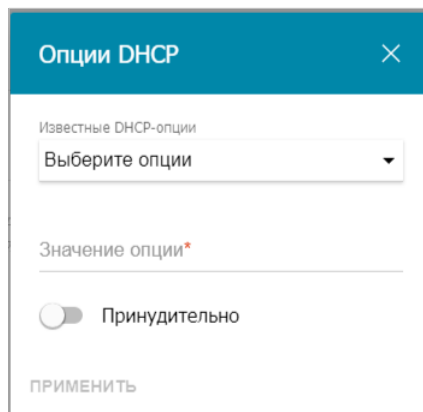 Опции DHCP
Известные DHCP-опции
Выберите опции
Значение опции*
Принудительно
ПРИМЕНИТЬ